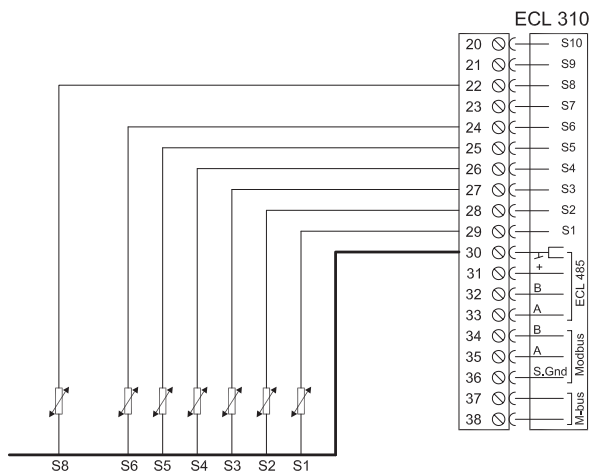 ECL 310
20 S10
21 S9
22 S8
23 S7
24 S6
25 S5
26 S4
27 S3
28 S2
29 S1
30
31 +
32 B
33 A
ECL 485
34 B
35 A
36 S.Gnd
Modbus
37
38
M-bus
S8 S6 S5 S4 S3 S2 S1